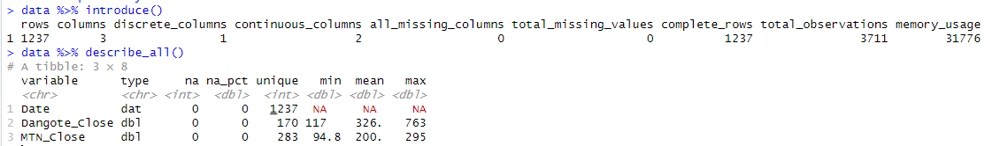 > data %>% introduce()
  rows columns discrete_columns continuous_columns all_missing_columns total_missing_values complete_rows total_observations memory_usage
1 1237       3                1                  2                   0                    0          1237               3711        31776
> data %>% describe_all()
# A tibble: 3 × 8
  variable      type     na na_pct unique   min  mean   max
  <chr>         <chr> <int>  <dbl>  <int> <dbl> <dbl> <dbl>
1 Date          dat       0      0   1237  NA     NA    NA
2 Dangote_Close dbl       0      0    170 117    326.  763
3 MTN_Close     dbl       0      0    283  94.8  200.  295